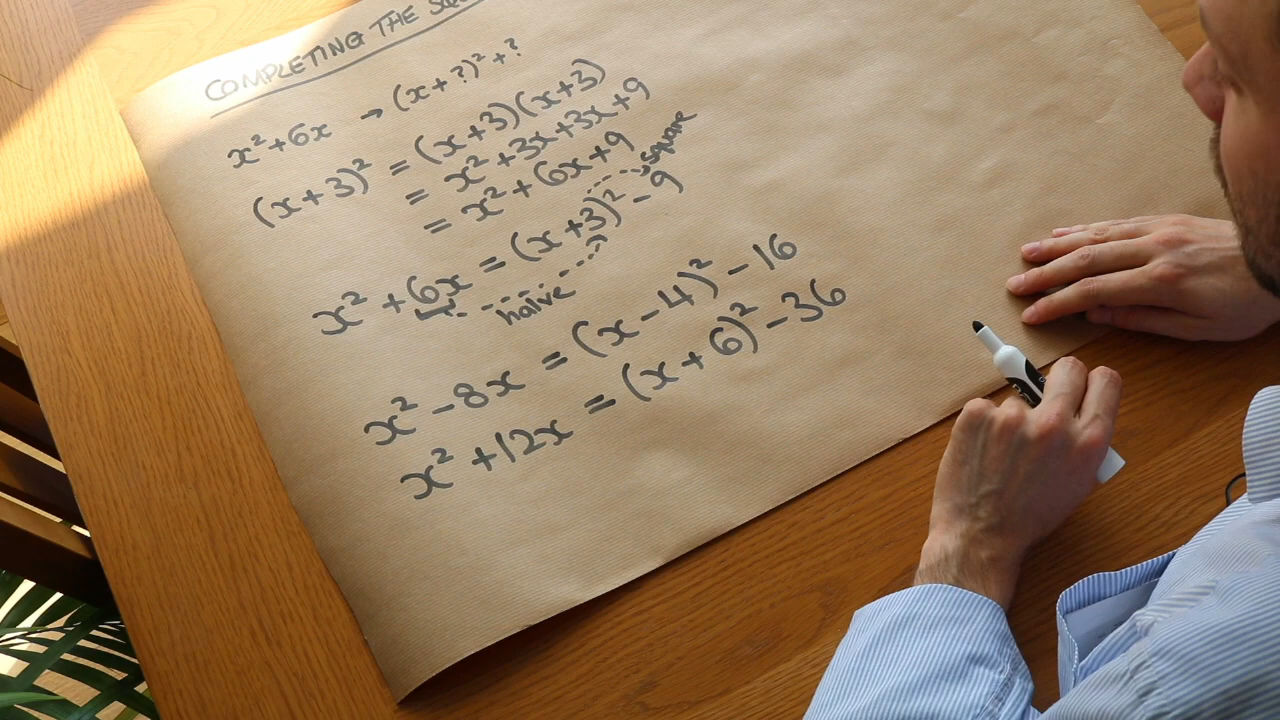 COMPLETING THE
x² + 6x → (x + ?)² + ?
(x + 3)² = (x + 3)(x + 3)
= x² + 3x + 3x + 9
= x² + 6x + 9
square
x² + 6x = (x + 3)² - 9
halve
x² - 8x = (x - 4)² - 16
x² + 12x = (x + 6)² - 36